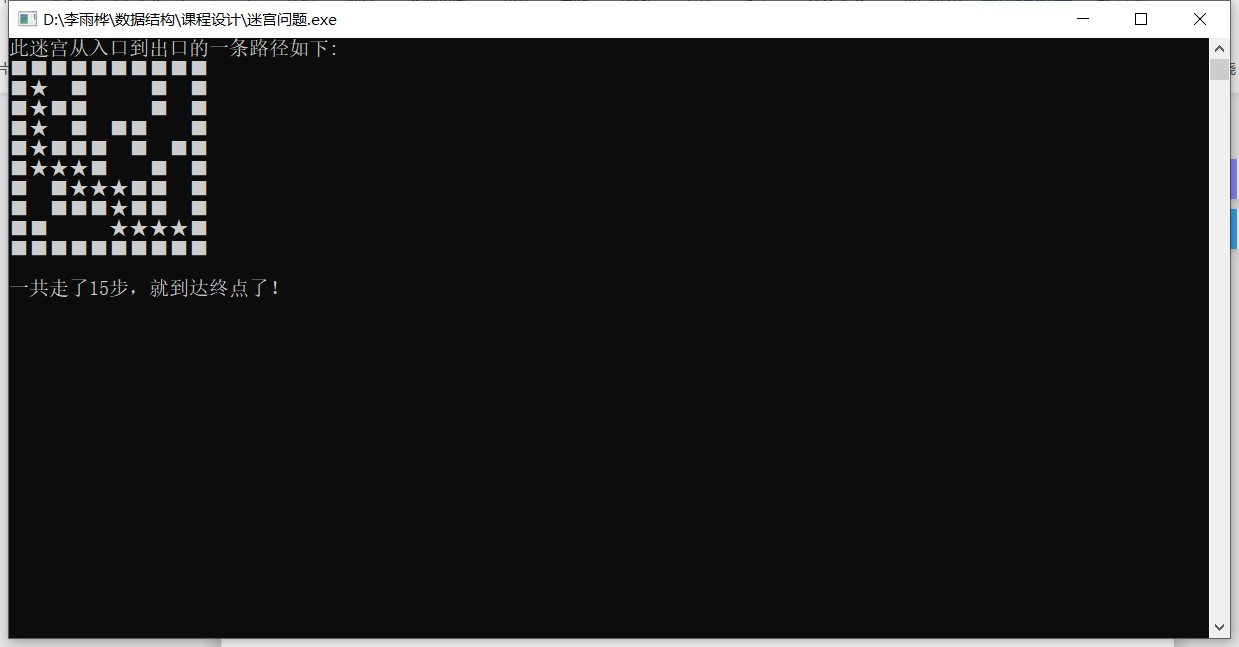 D:\李雨桦\数据结构\课程设计\迷宫问题.exe
此迷宫从入口到出口的一条路径如下:
■■■■■■■■■■
■★ ■   ■ ■
■★■■   ■ ■
■★ ■ ■■  ■
■★■■■ ■ ■■
■★★★■  ■ ■
■ ■★★★■■ ■
■ ■■■★■■ ■
■■   ★★★★■
■■■■■■■■■■
一共走了15步，就到达终点了!